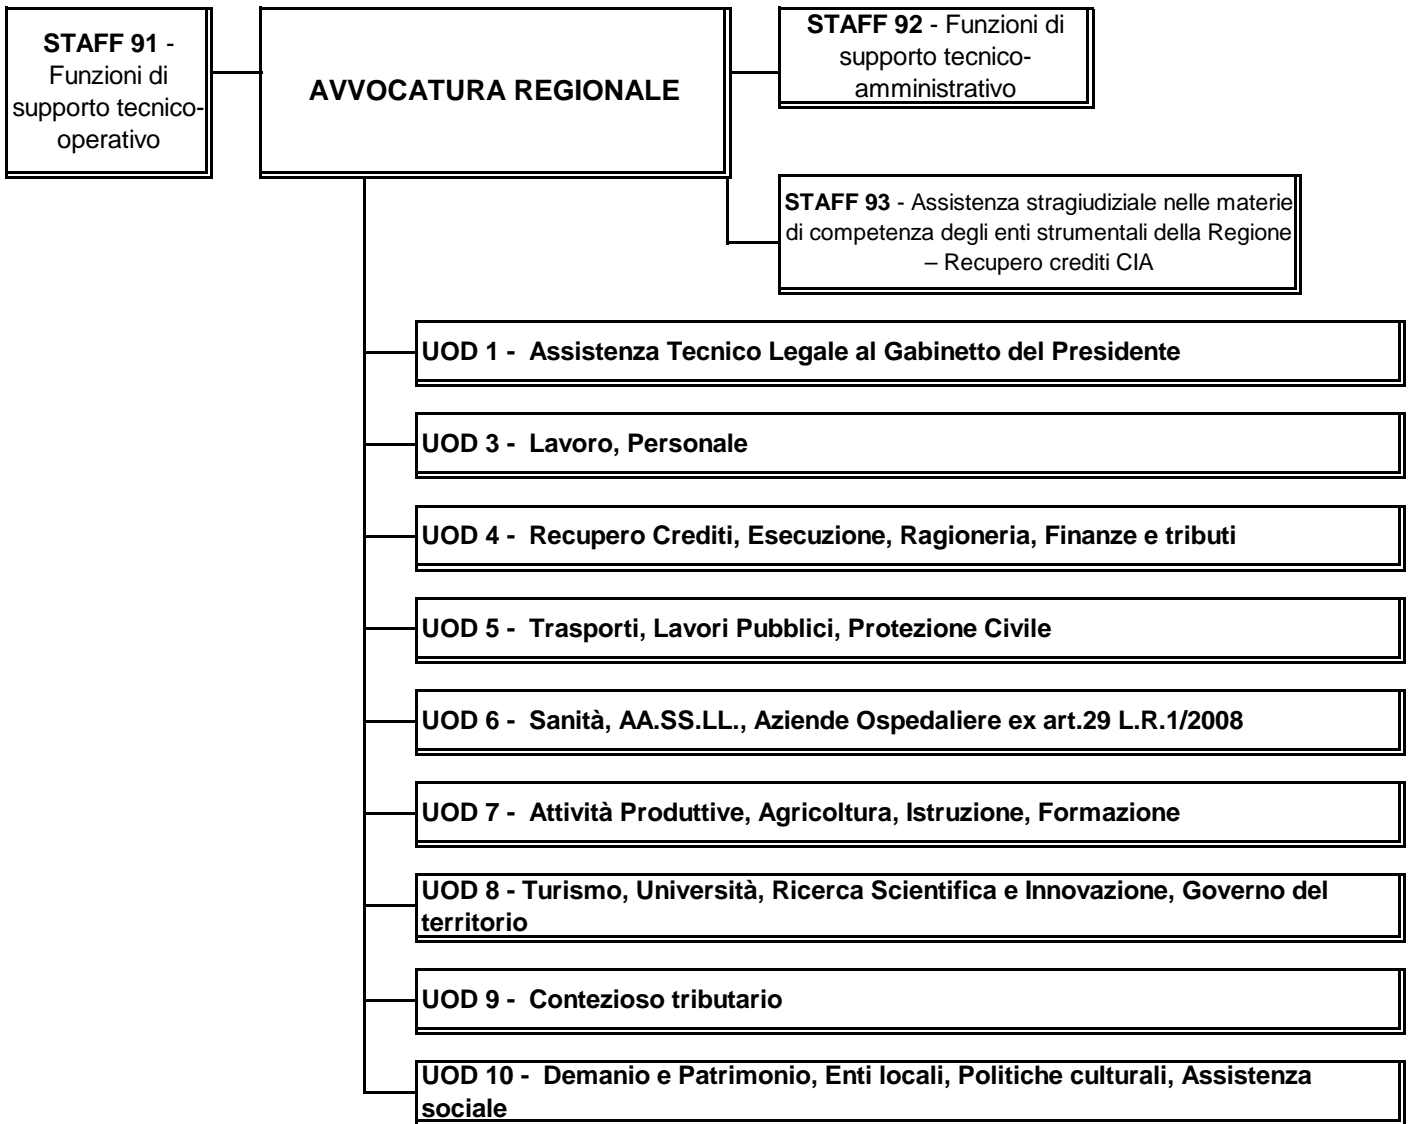 STAFF 91 -
Funzioni di
supporto tecnico-
operativo
AVVOCATURA REGIONALE
STAFF 92 - Funzioni di
supporto tecnico-
amministrativo
STAFF 93 - Assistenza stragiudiziale nelle materie
di competenza degli enti strumentali della Regione
– Recupero crediti CIA
UOD 1 - Assistenza Tecnico Legale al Gabinetto del Presidente
UOD 3 - Lavoro, Personale
UOD 4 - Recupero Crediti, Esecuzione, Ragioneria, Finanze e tributi
UOD 5 - Trasporti, Lavori Pubblici, Protezione Civile
UOD 6 - Sanità, AA.SS.LL., Aziende Ospedaliere ex art.29 L.R.1/2008
UOD 7 - Attività Produttive, Agricoltura, Istruzione, Formazione
UOD 8 - Turismo, Università, Ricerca Scientifica e Innovazione, Governo del
territorio
UOD 9 - Contezioso tributario
UOD 10 - Demanio e Patrimonio, Enti locali, Politiche culturali, Assistenza
sociale